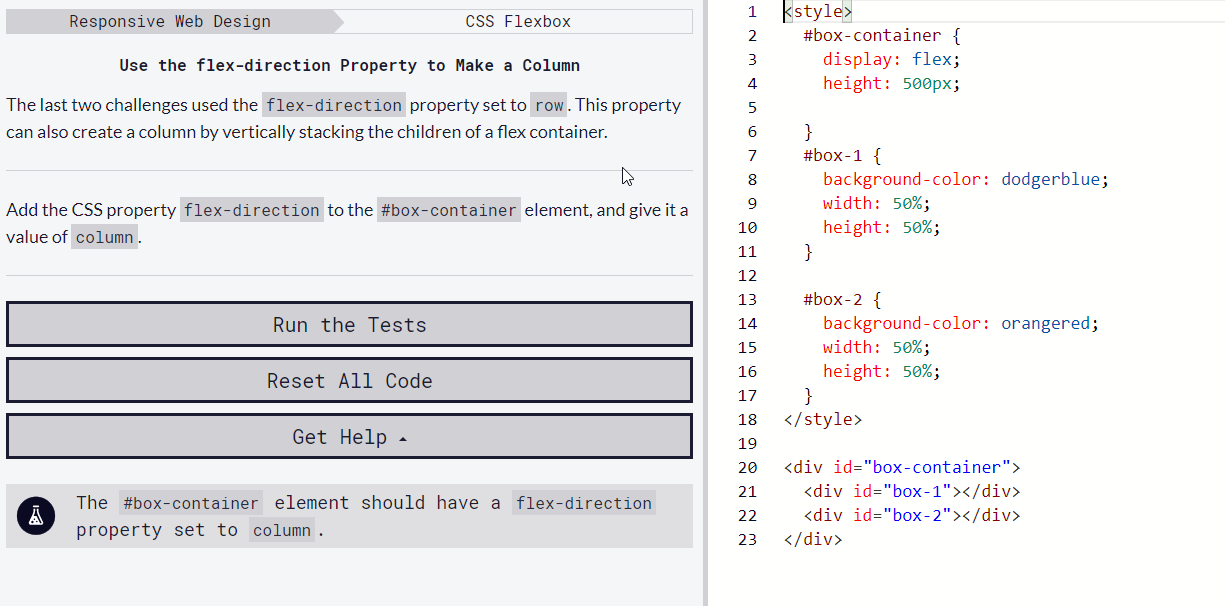 Responsive Web Design
CSS Flexbox
Use the flex-direction Property to Make a Column
The last two challenges used the flex-direction property set to row. This property
can also create a column by vertically stacking the children of a flex container.
Add the CSS property flex-direction to the #box-container element, and give it a
value of column.
Run the Tests
Reset All Code
Get Help
The #box-container element should have a flex-direction
property set to column.
1 <style>
2 #box-container {
3 display: flex;
4 height: 500px;
5
6 }
7 #box-1 {
8 background-color: dodgerblue;
9 width: 50%;
10 height: 50%;
11 }
12
13 #box-2 {
14 background-color: orangered;
15 width: 50%;
16 height: 50%;
17 }
18 </style>
19
20 <div id="box-container">
21 <div id="box-1"></div>
22 <div id="box-2"></div>
23 </div>